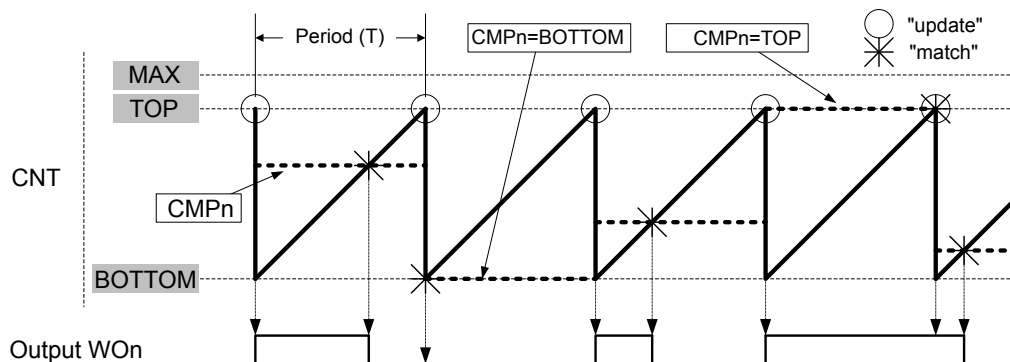 Period (T)
CMPn=BOTTOM
CMPn=TOP
"update"
"match"
MAX
TOP
CNT
CMPn
BOTTOM
Output WOn